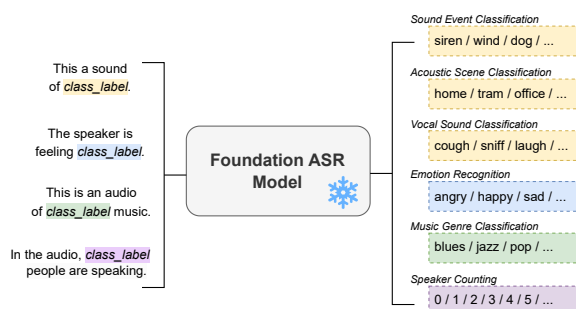 This a sound
of class_label.
The speaker is
feeling class_label.
This is an audio
of class_label music.
In the audio, class_label
people are speaking.
Foundation ASR
Model
Sound Event Classification
siren / wind / dog / ...
Acoustic Scene Classification
home / tram / office / ...
Vocal Sound Classification
cough / sniff / laugh / ...
Emotion Recognition
angry / happy / sad / ...
Music Genre Classification
blues / jazz / pop / ...
Speaker Counting
0 / 1 / 2 / 3 / 4 / 5 / ...